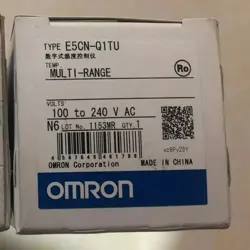 TYPE E5CN-Q1TU
数字式温度控制仪
TEMP.
MULTI-RANGE
Ro
VOLTS
100 to 240 V AC
N6 LOT No. 1153MR QTY. 1
OMRON Corporation MADE IN CHINA
OMRON